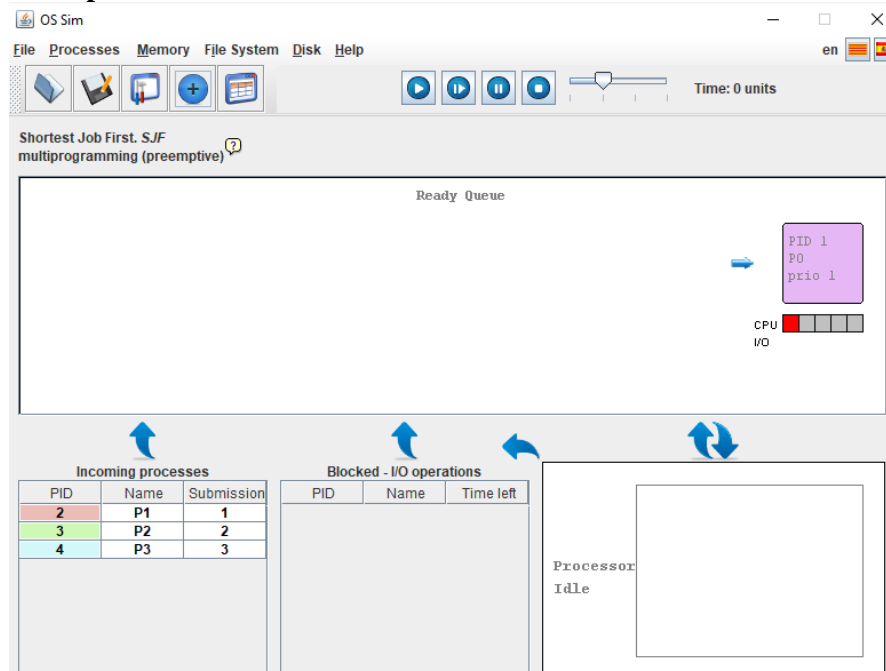 OS Sim
File Processes Memory File System Disk Help en
Time: 0 units
Shortest Job First. SJF
multiprogramming (preemptive)
?
Ready Queue
PID 1
P0
prio 1
CPU
I/O
Incoming processes
PID Name Submission
2 P1 1
3 P2 2
4 P3 3
Blocked - I/O operations
PID Name Time left
Processor
Idle